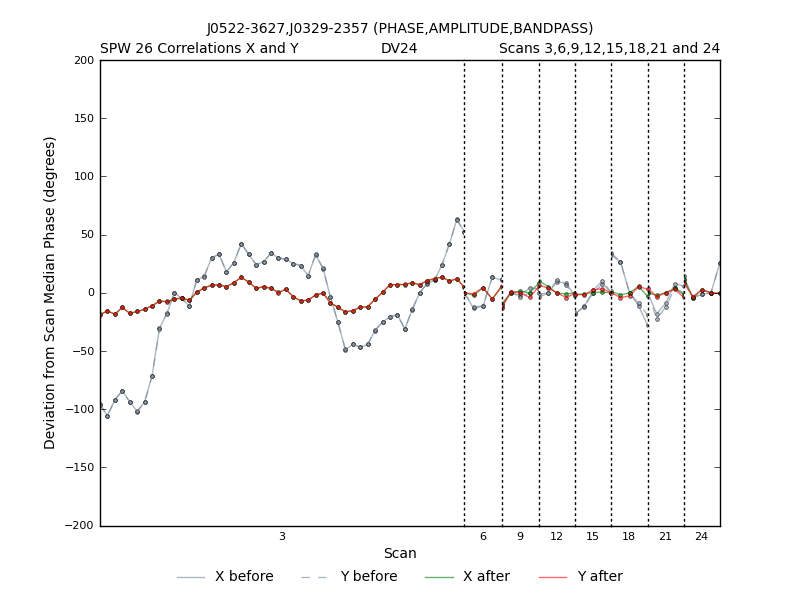 J0522-3627,J0329-2357 (PHASE,AMPLITUDE,BANDPASS)
SPW 26 Correlations X and Y DV24 Scans 3,6,9,12,15,18,21 and 24
200
150
100
50
0
−50
−100
−150
−200
Deviation from Scan Median Phase (degrees)
3 6 9 12 15 18 21 24
Scan
X before Y before X after Y after